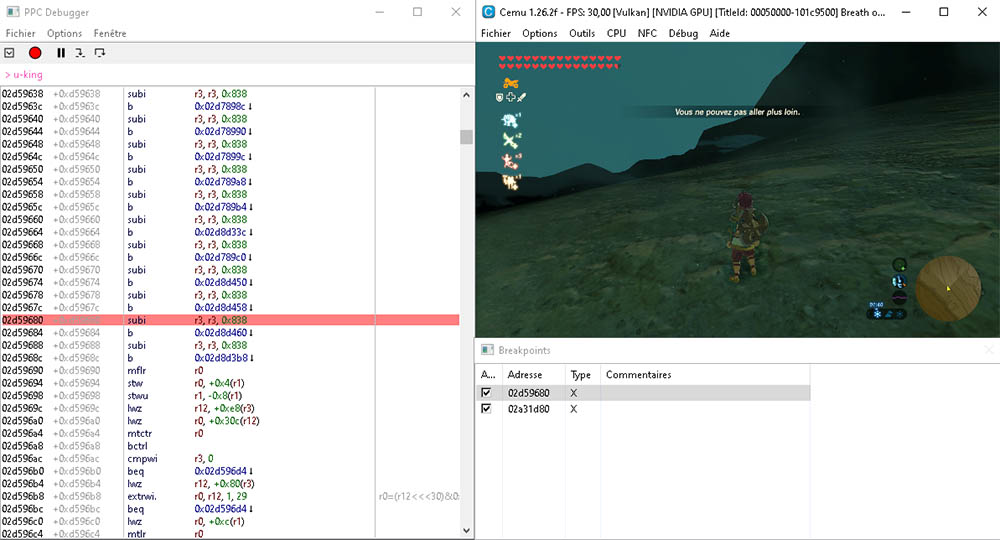 PPC Debugger
Fichier Options Fenêtre
> u-king
02d59638 +0xd59638 subi r3, r3, 0x838
02d5963c +0xd5963c b 0x02d7898c↓
02d59640 +0xd59640 subi r3, r3, 0x838
02d59644 +0xd59644 b 0x02d78990↓
02d59648 +0xd59648 subi r3, r3, 0x838
02d5964c +0xd5964c b 0x02d7899c↓
02d59650 +0xd59650 subi r3, r3, 0x838
02d59654 +0xd59654 b 0x02d789a8↓
02d59658 +0xd59658 subi r3, r3, 0x838
02d5965c +0xd5965c b 0x02d789b4↓
02d59660 +0xd59660 subi r3, r3, 0x838
02d59664 +0xd59664 b 0x02d8d33c↓
02d59668 +0xd59668 subi r3, r3, 0x838
02d5966c +0xd5966c b 0x02d789c0↓
02d59670 +0xd59670 subi r3, r3, 0x838
02d59674 +0xd59674 b 0x02d8d450↓
02d59678 +0xd59678 subi r3, r3, 0x838
02d5967c +0xd5967c b 0x02d8d458↓
02d59680 +0xd59680 subi r3, r3, 0x838
02d59684 +0xd59684 b 0x02d8d460↓
02d59688 +0xd59688 subi r3, r3, 0x838
02d5968c +0xd5968c b 0x02d8d3b8↓
02d59690 +0xd59690 mflr r0
02d59694 +0xd59694 stw r0, +0x4(r1)
02d59698 +0xd59698 stwu r1, -0x8(r1)
02d5969c +0xd5969c lwz r12, +0xe8(r3)
02d596a0 +0xd596a0 lwz r0, +0x30c(r12)
02d596a4 +0xd596a4 mtctr r0
02d596a8 +0xd596a8 bctrl
02d596ac +0xd596ac cmpwi r3, 0
02d596b0 +0xd596b0 beq 0x02d596d4↓
02d596b4 +0xd596b4 lwz r12, +0x80(r3)
02d596b8 +0xd596b8 extrwi. r0, r12, 1, 29 r0=(r12<<<30)&0:
02d596bc +0xd596bc beq 0x02d596d4↓
02d596c0 +0xd596c0 lwz r0, +0xc(r1)
02d596c4 +0xd596c4 mtlr r0
Cemu 1.26.2f - FPS: 30,00 [Vulkan] [NVIDIA GPU] [TitleId: 00050000-101c9500] Breath o...
Fichier Options Outils CPU NFC Débug Aide
Vous ne pouvez pas aller plus loin.
+1
+2
+3
+1
Breakpoints
A... Adresse Type Commentaires
02d59680 X
02a31d80 X